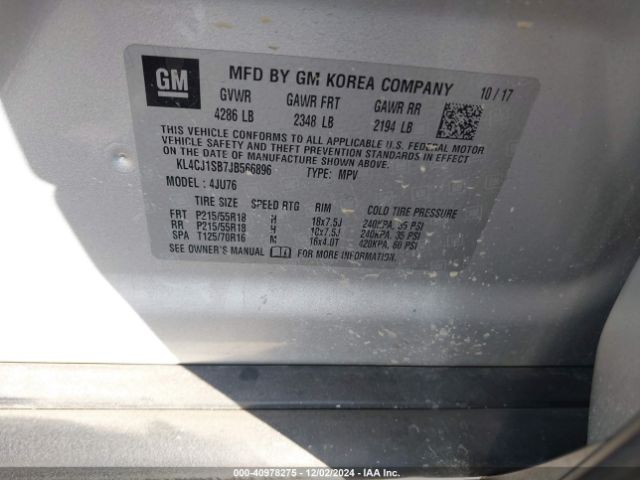 GM
MFD BY GM KOREA COMPANY 10 / 17
GVWR GAWR FRT GAWR RR
4286 LB 2348 LB 2194 LB
THIS VEHICLE CONFORMS TO ALL APPLICABLE U.S. FEDERAL MOTOR
VEHICLE SAFETY AND THEFT PREVENTION STANDARDS IN EFFECT
ON THE DATE OF MANUFACTURE SHOWN ABOVE.
KL4CJ1SB7JB566896 TYPE: MPV
MODEL : 4JU76
TIRE SIZE SPEED RTG RIM COLD TIRE PRESSURE
FRT P215/55R18 H 18x7.5J 240KPA, 35 PSI
RR P215/55R18 H 18x7.5J 240KPA, 35 PSI
SPA T125/70R16 M 16x4.0T 420KPA, 60 PSI
SEE OWNER'S MANUAL FOR MORE INFORMATION.
000-40978275 - 12/02/2024 - IAA Inc.